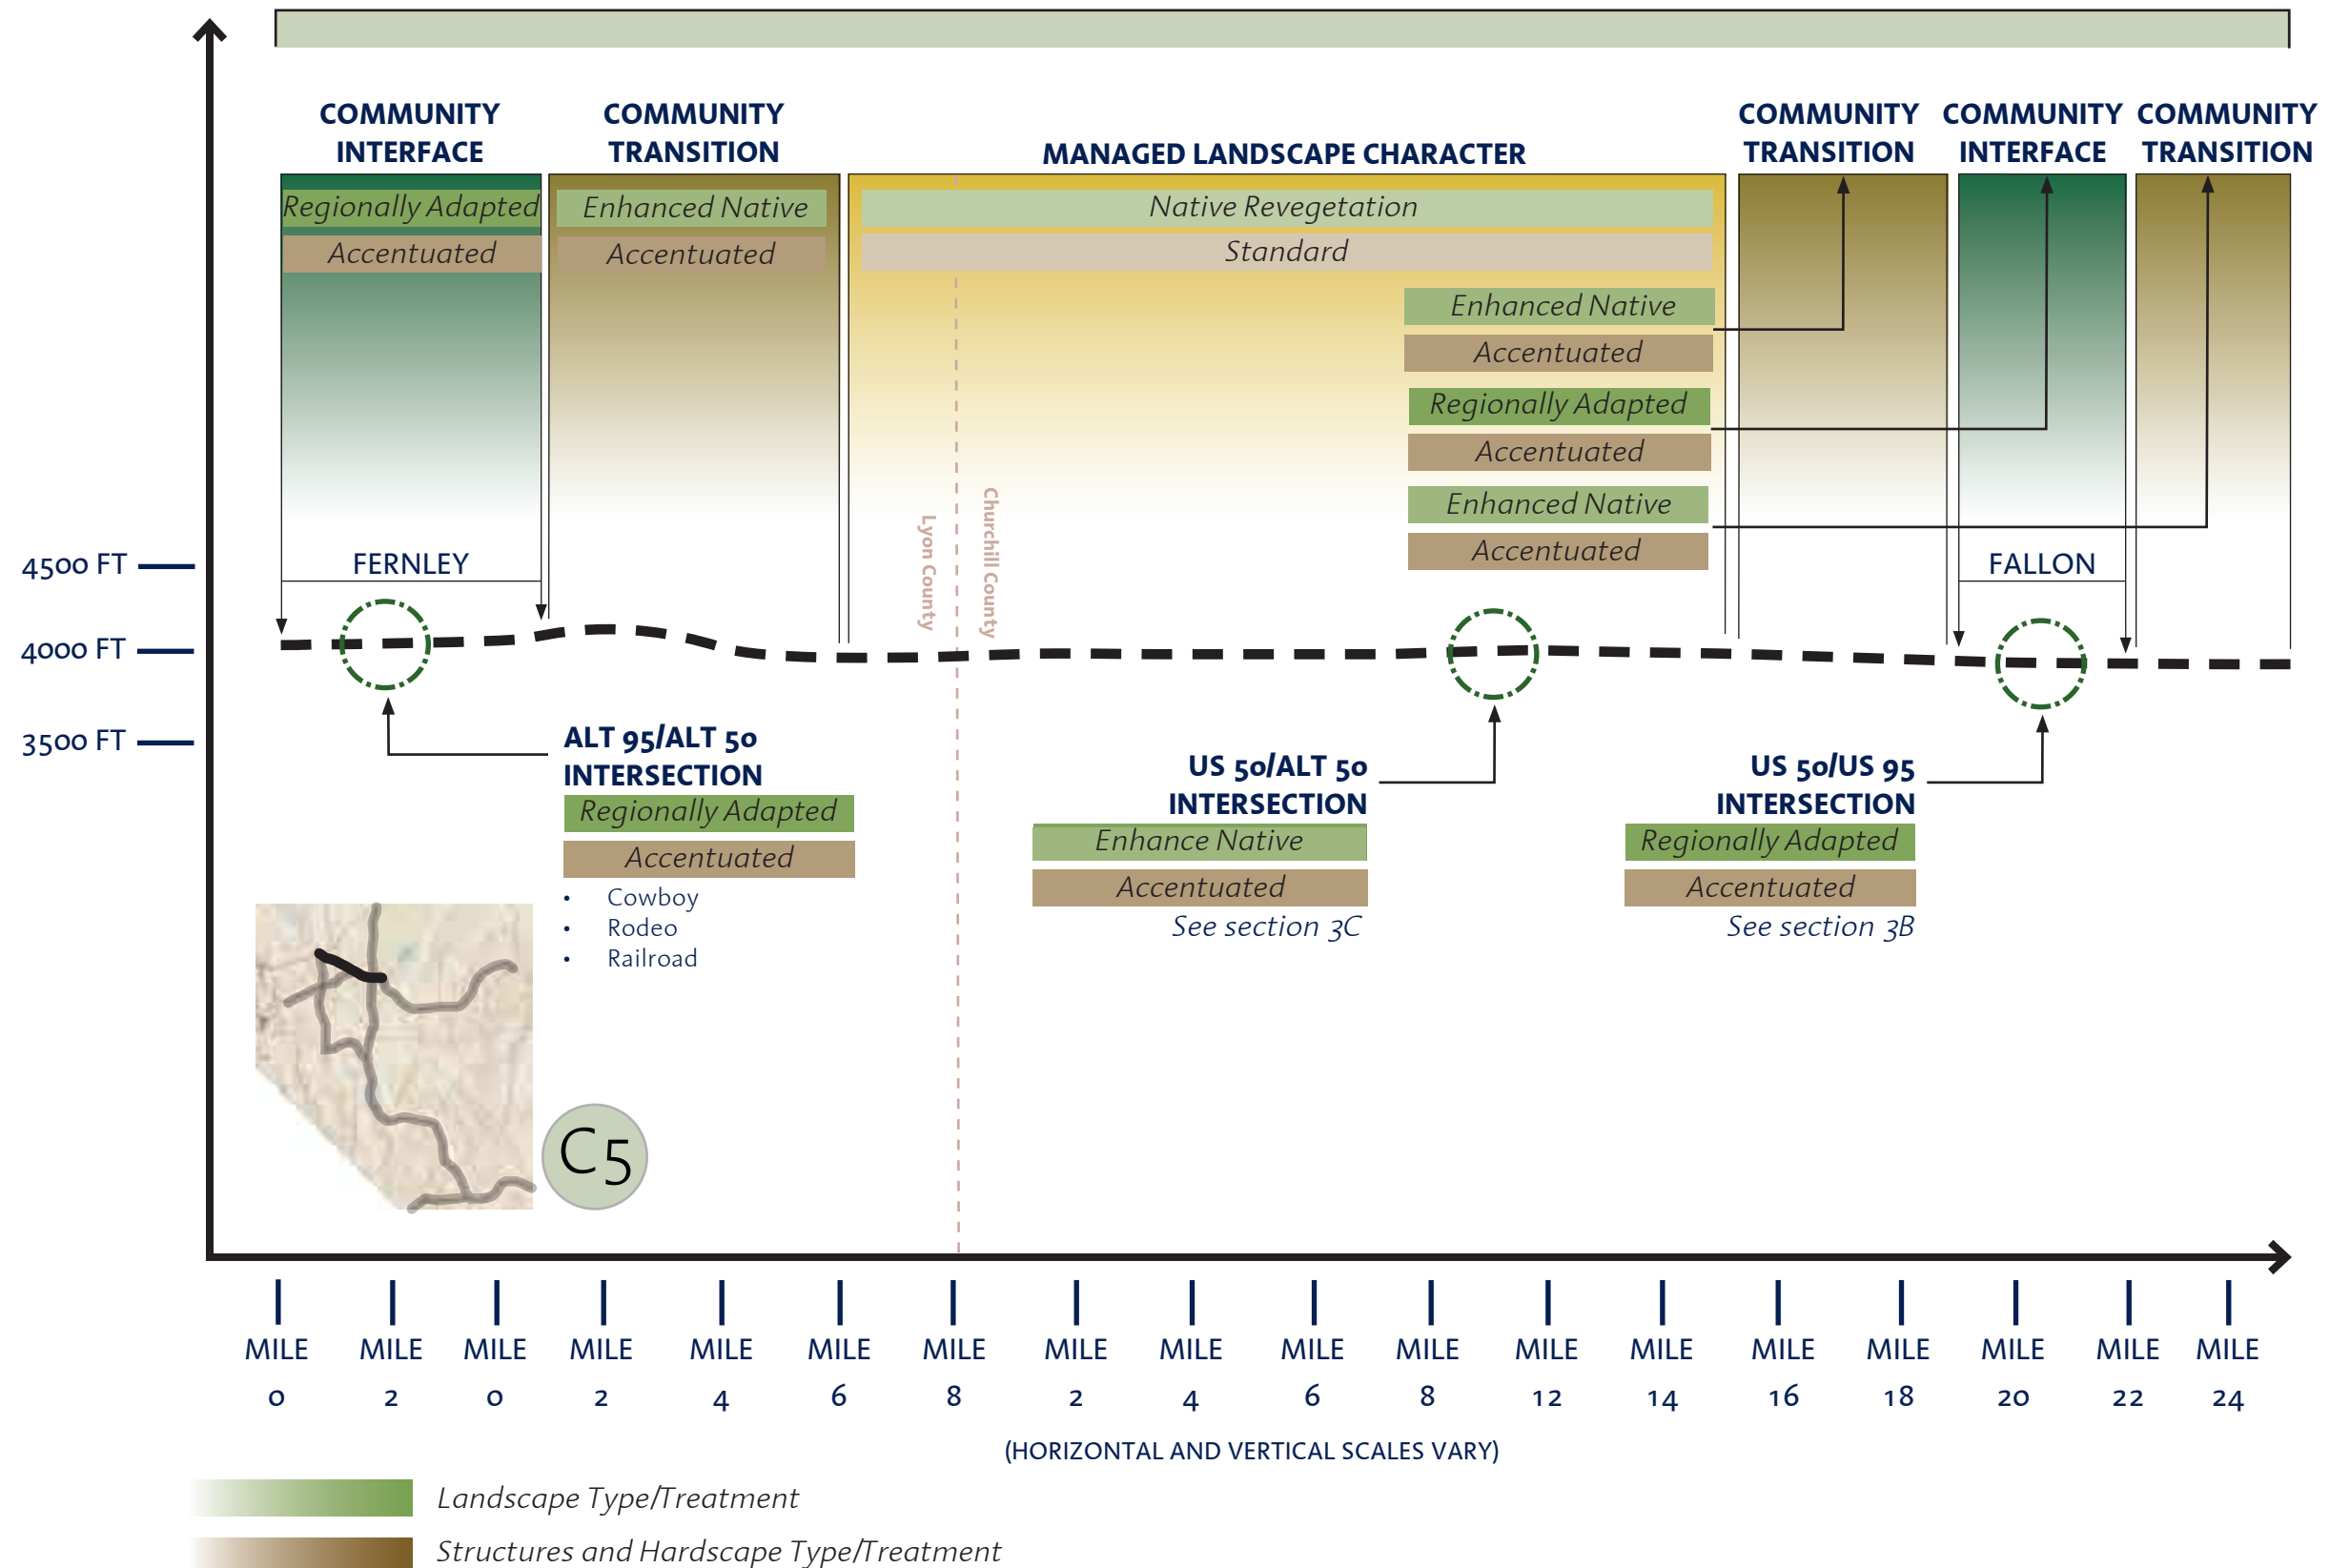 COMMUNITY
INTERFACE
COMMUNITY
TRANSITION
MANAGED LANDSCAPE CHARACTER
COMMUNITY
TRANSITION
COMMUNITY
INTERFACE
COMMUNITY
TRANSITION
Regionally Adapted
Accentuated
Enhanced Native
Accentuated
Native Revegetation
Standard
Enhanced Native
Accentuated
Regionally Adapted
Accentuated
Enhanced Native
Accentuated
Lyon County
Churchill County
FERNLEY
FALLON
4500 FT
4000 FT
3500 FT
ALT 95/ALT 50
INTERSECTION
Regionally Adapted
Accentuated
• Cowboy
• Rodeo
• Railroad
US 50/ALT 50
INTERSECTION
Enhance Native
Accentuated
See section 3C
US 50/US 95
INTERSECTION
Regionally Adapted
Accentuated
See section 3B
C5
MILE MILE MILE MILE MILE MILE MILE MILE MILE MILE MILE MILE MILE MILE MILE MILE MILE MILE
0 2 0 2 4 6 8 2 4 6 8 12 14 16 18 20 22 24
(HORIZONTAL AND VERTICAL SCALES VARY)
Landscape Type/Treatment
Structures and Hardscape Type/Treatment